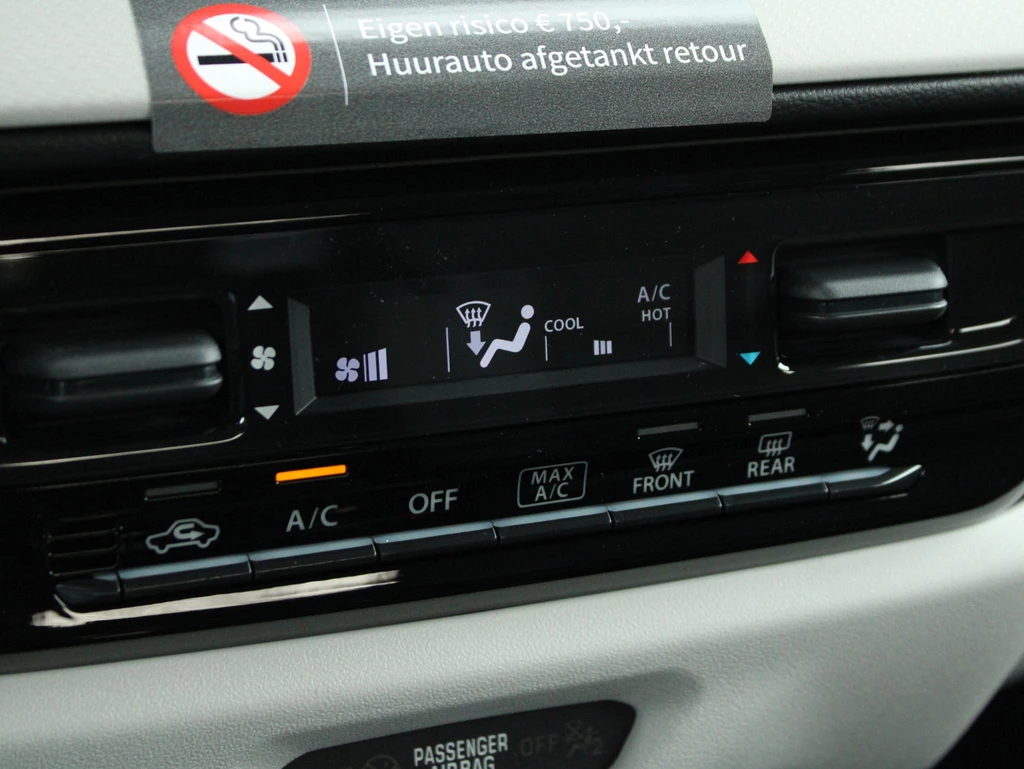 Eigen risico € 750,-
Huurauto afgetankt retour
A/C
COOL
HOT
A/C
OFF
MAX
A/C
FRONT
REAR
PASSENGER
AIRBAG
OFF